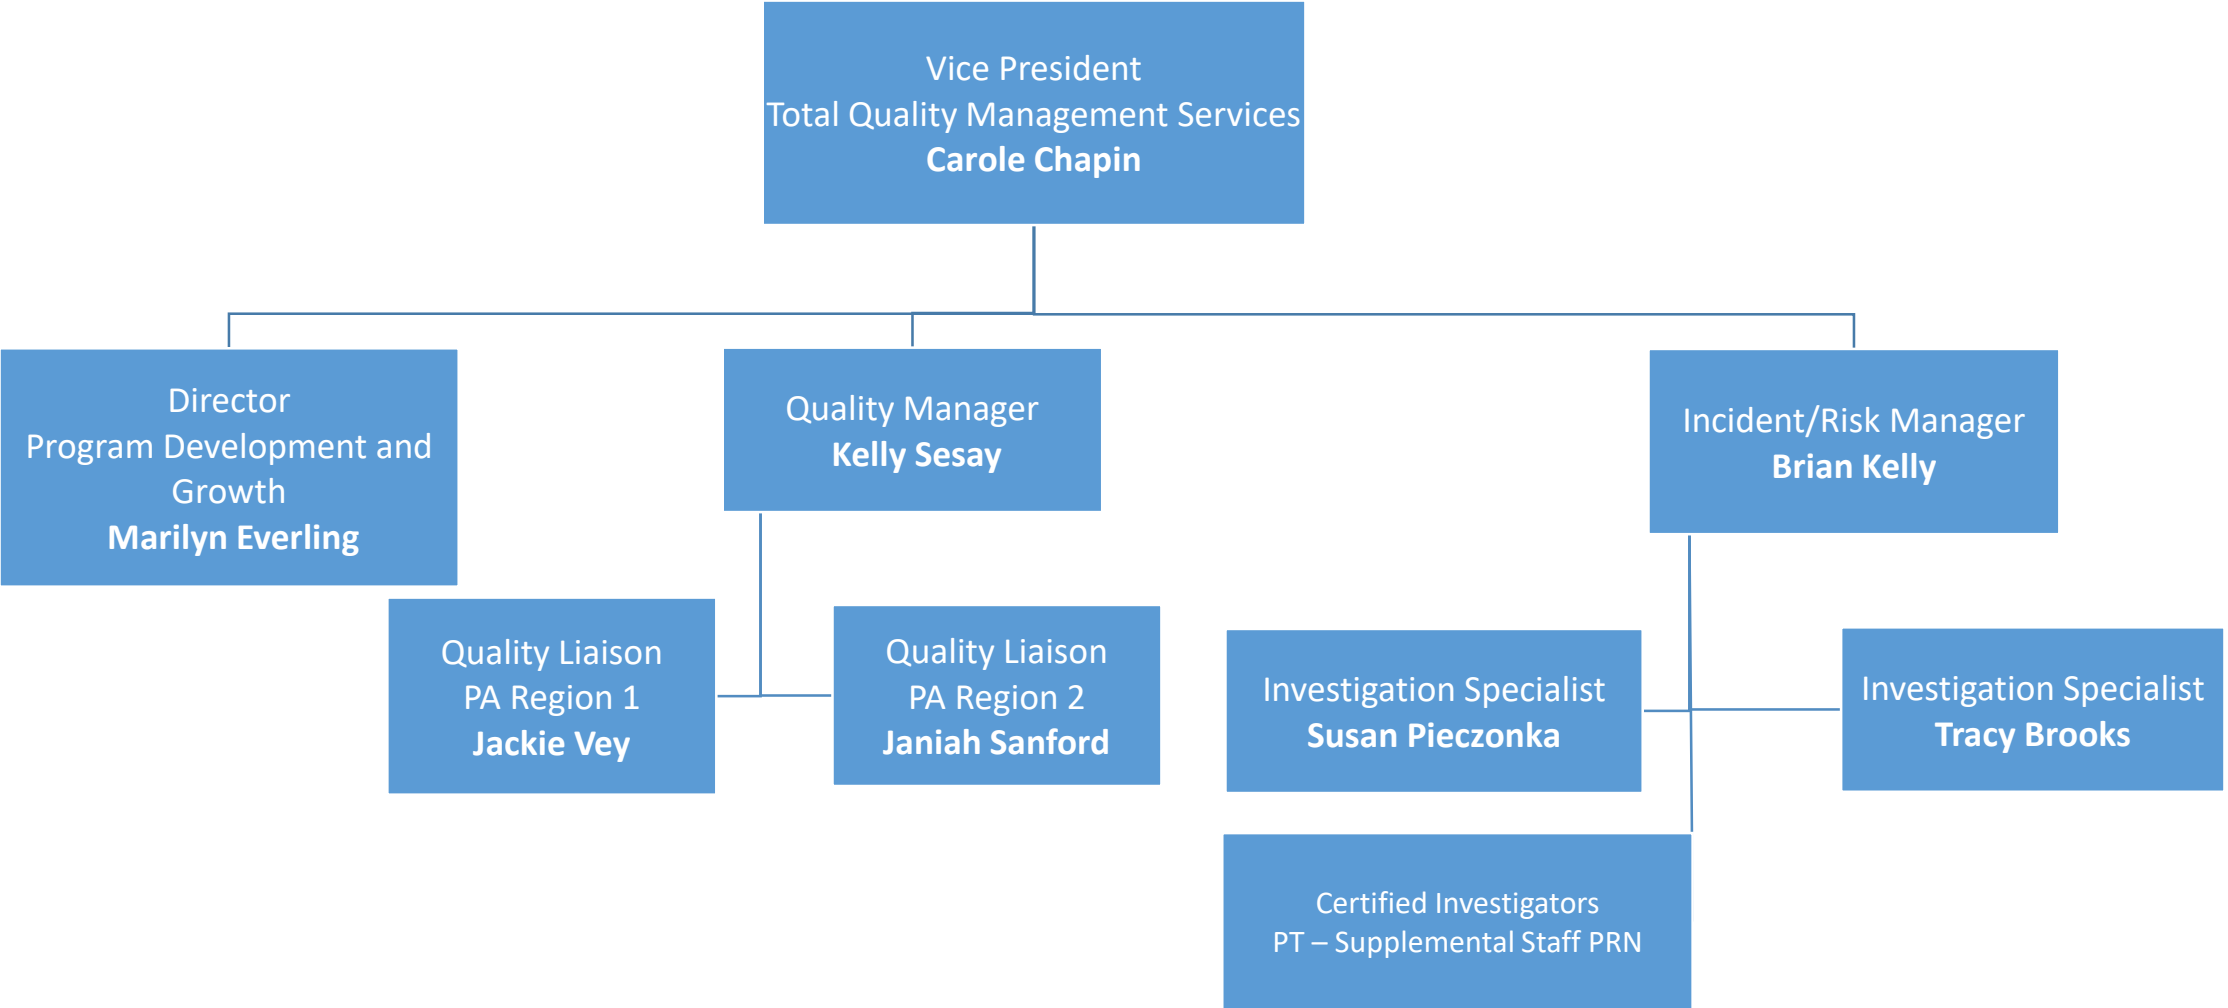 Vice President
Total Quality Management Services
Carole Chapin
Director
Program Development and
Growth
Marilyn Everling
Quality Manager
Kelly Sesay
Incident/Risk Manager
Brian Kelly
Quality Liaison
PA Region 1
Jackie Vey
Quality Liaison
PA Region 2
Janiah Sanford
Investigation Specialist
Susan Pieczonka
Investigation Specialist
Tracy Brooks
Certified Investigators
PT – Supplemental Staff PRN